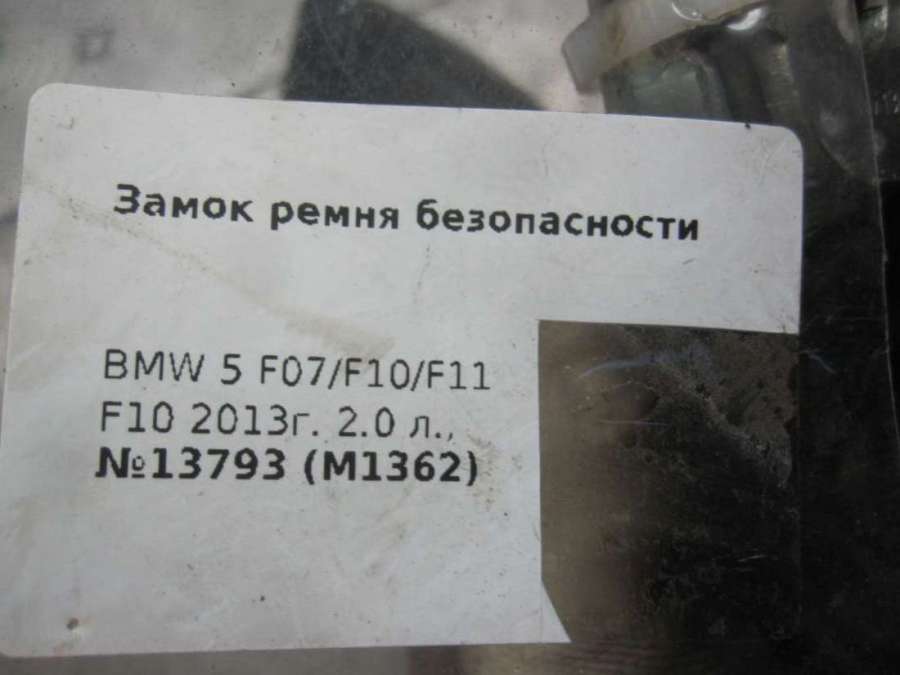 Замок ремня безопасности
BMW 5 F07/F10/F11
F10 2013г. 2.0 л.,
№13793 (M1362)